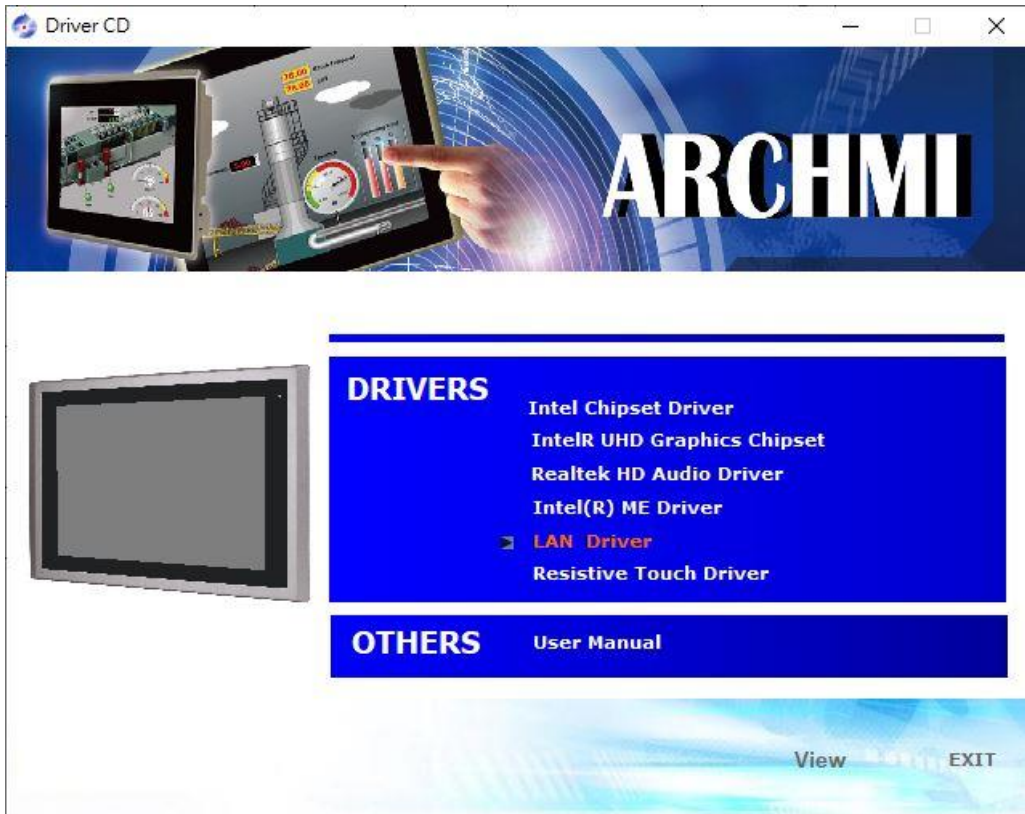 Driver CD
ARCHMI
DRIVERS
Intel Chipset Driver
IntelR UHD Graphics Chipset
Realtek HD Audio Driver
Intel(R) ME Driver
LAN Driver
Resistive Touch Driver
OTHERS
User Manual
View
EXIT